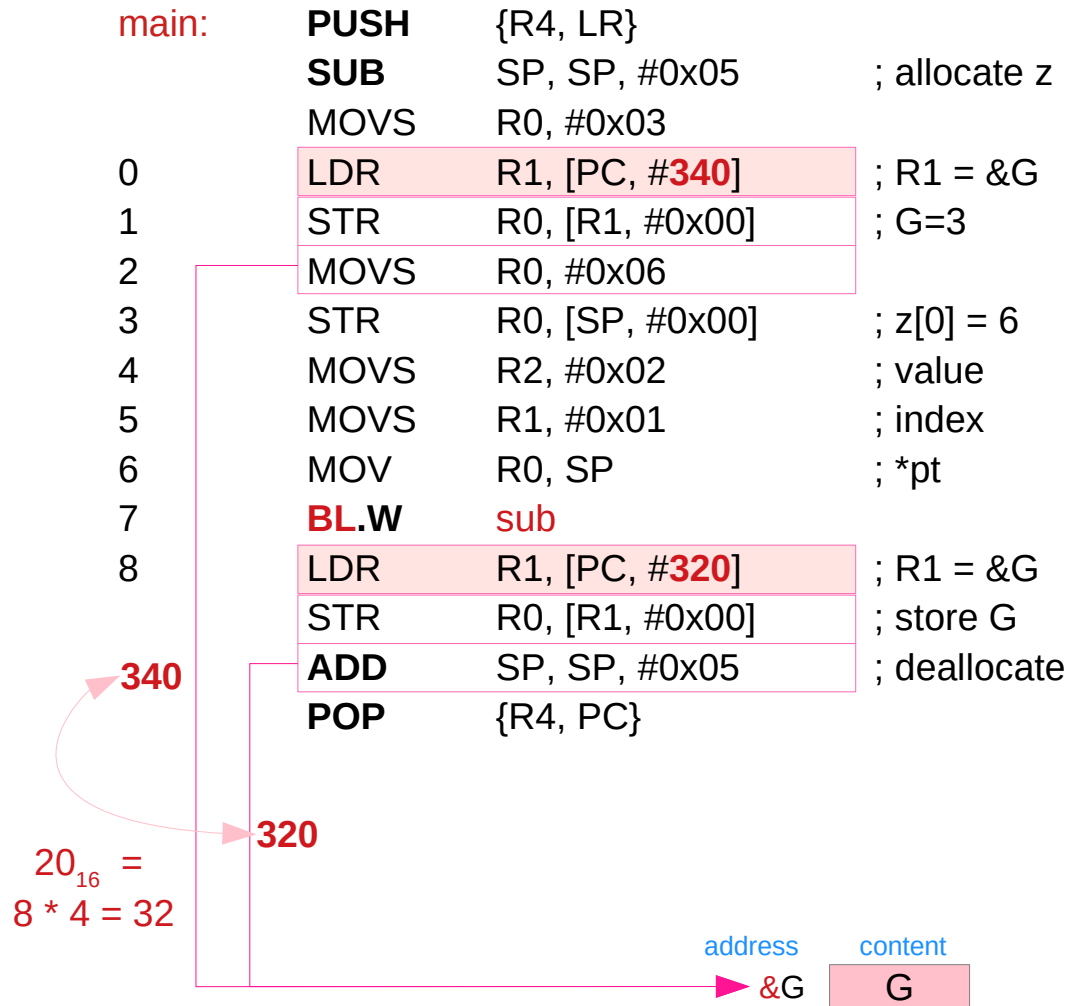 main: PUSH {R4, LR}
SUB SP, SP, #0x05 ; allocate z
MOVS R0, #0x03
0 LDR R1, [PC, #340] ; R1 = &G
1 STR R0, [R1, #0x00] ; G=3
2 MOVS R0, #0x06
3 STR R0, [SP, #0x00] ; z[0] = 6
4 MOVS R2, #0x02 ; value
5 MOVS R1, #0x01 ; index
6 MOV R0, SP ; *pt
7 BL.W sub
8 LDR R1, [PC, #320] ; R1 = &G
STR R0, [R1, #0x00] ; store G
340 ADD SP, SP, #0x05 ; deallocate
POP {R4, PC}
320
20₁₆ =
8 * 4 = 32
address content
&G G